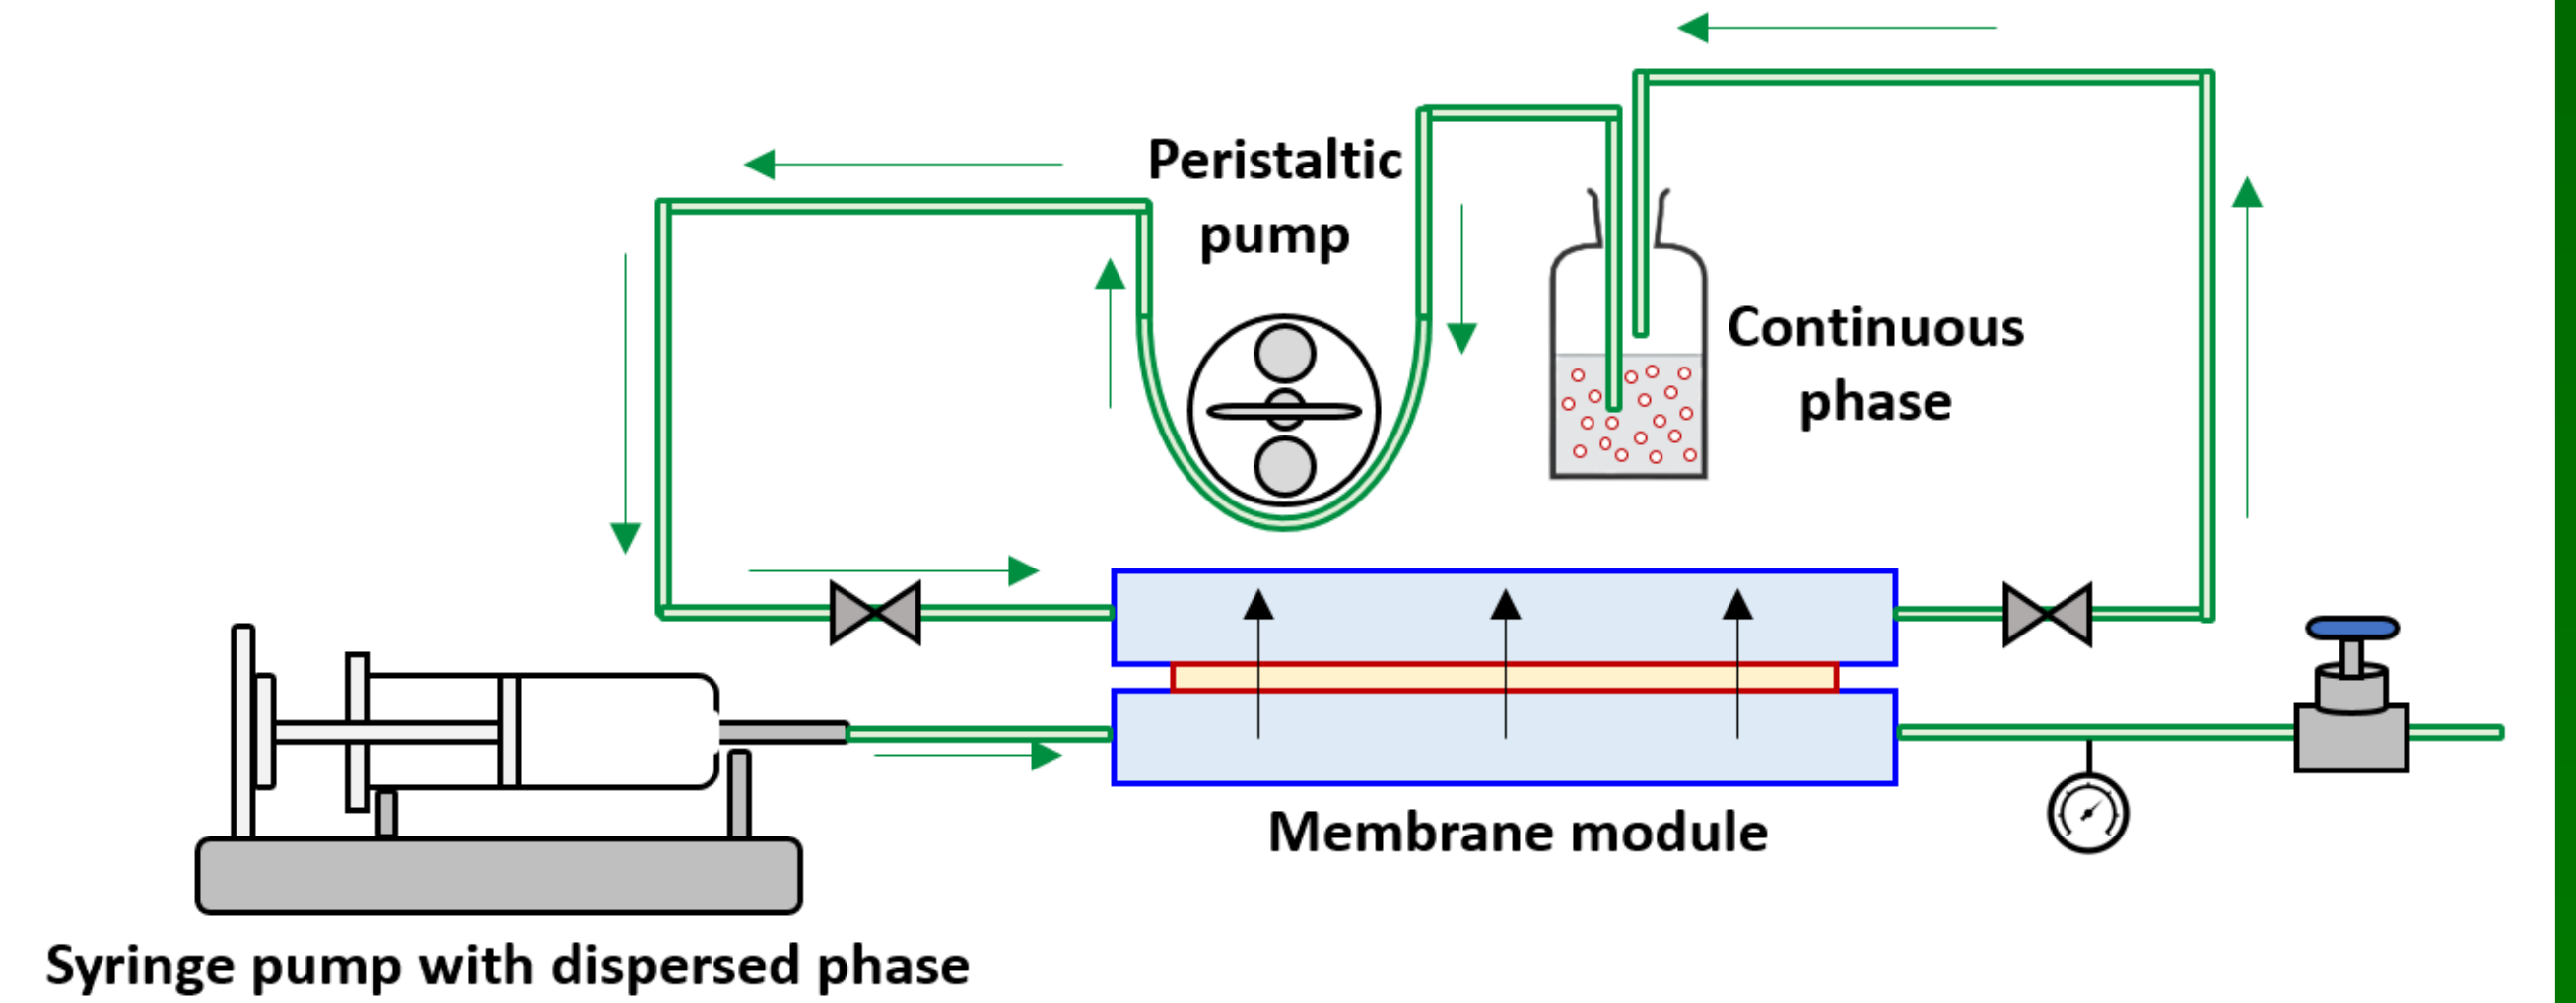 Peristaltic
pump
Continuous
phase
Membrane module
Syringe pump with dispersed phase